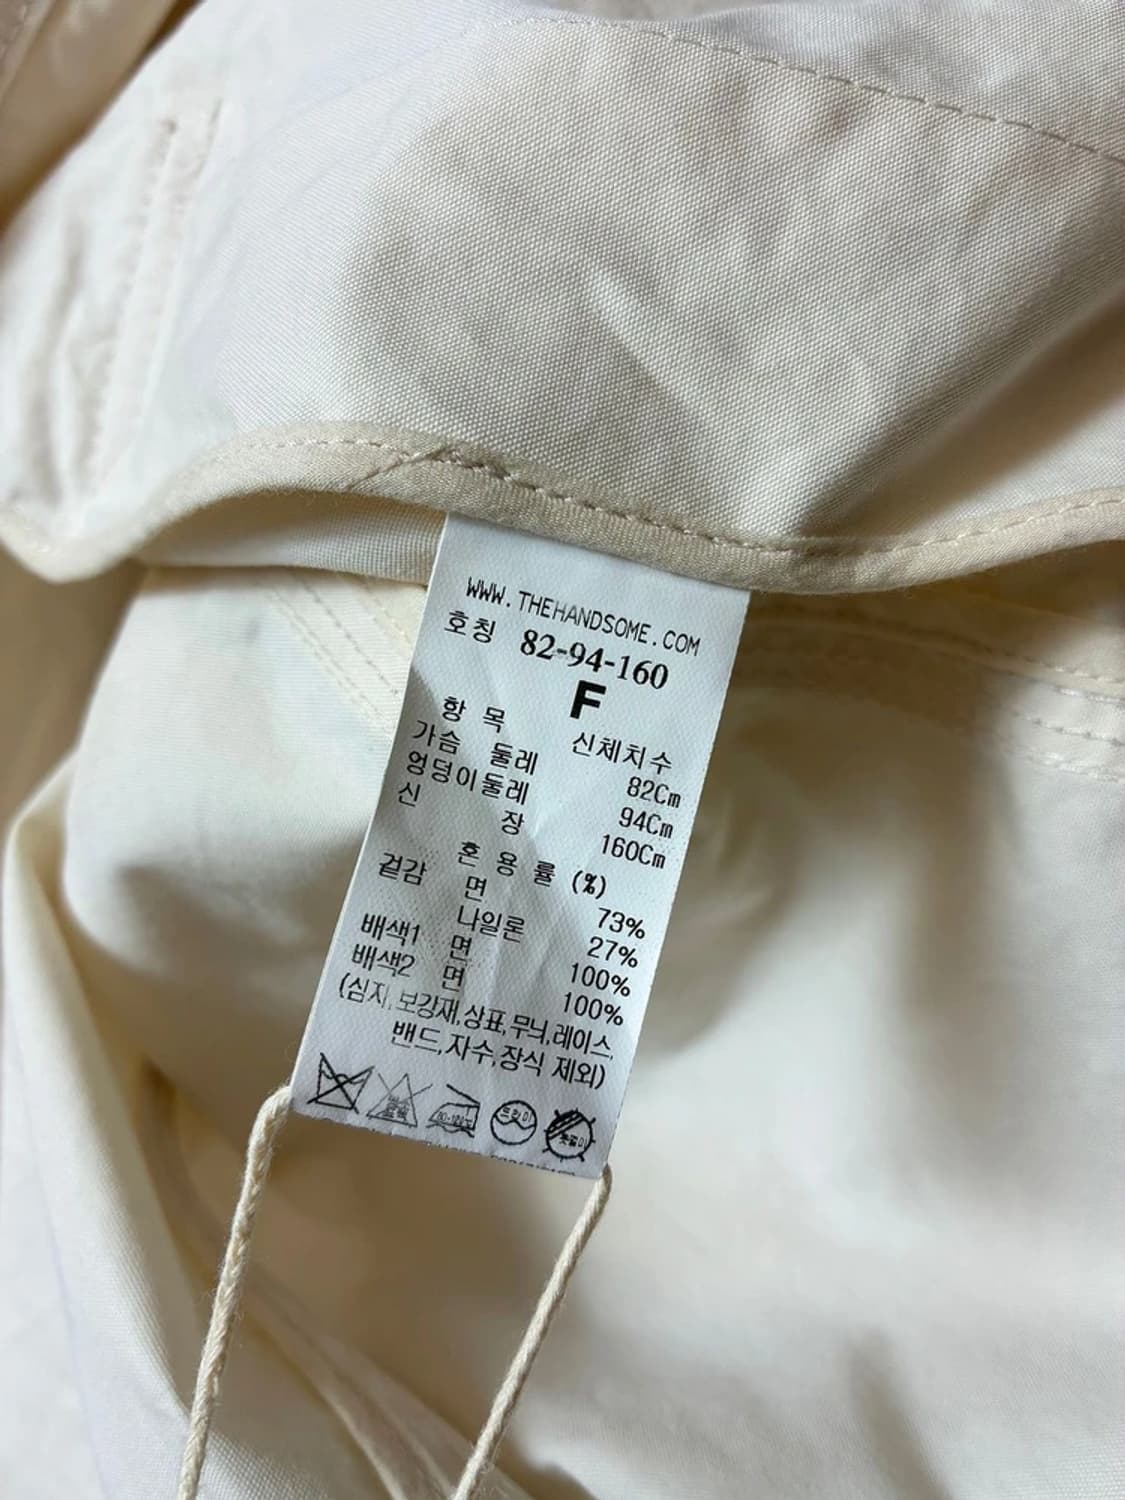 WWW.THEHANDSOME.COM
호칭 82-94-160
F
항 목 신체치수
가슴 둘레 82Cm
엉덩이둘레 94Cm
신 장 160Cm
혼 용 률 (%)
겉감 면 73%
나일론 27%
배색1 면 100%
배색2 면 100%
(심지,보강재,상표,무늬,레이스,
밴드,자수,장식 제외)
드라이